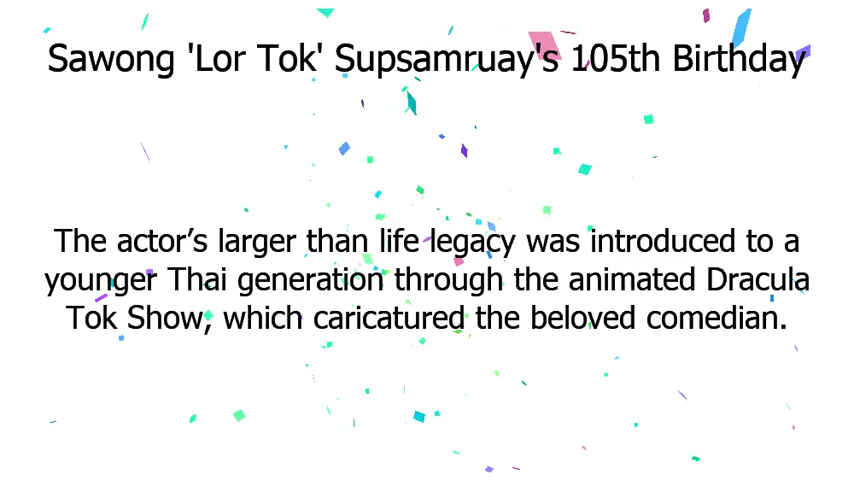 Sawong 'Lor Tok' Supsamruay's 105th Birthday
The actor’s larger than life legacy was introduced to a
younger Thai generation through the animated Dracula
Tok Show, which caricatured the beloved comedian.